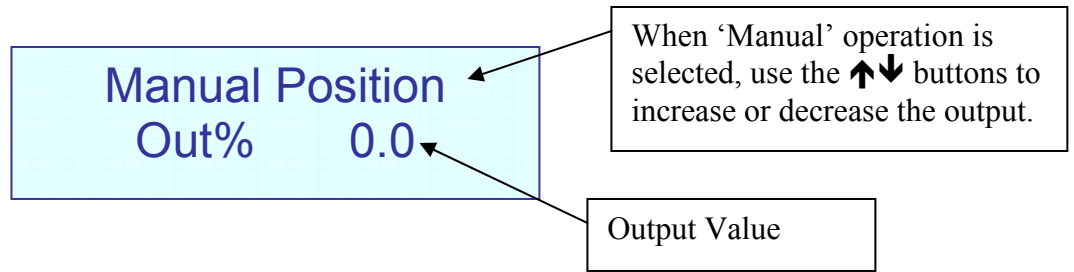 Manual Position
Out% 0.0
When ‘Manual’ operation is
selected, use the 🡹🡻 buttons to
increase or decrease the output.
Output Value